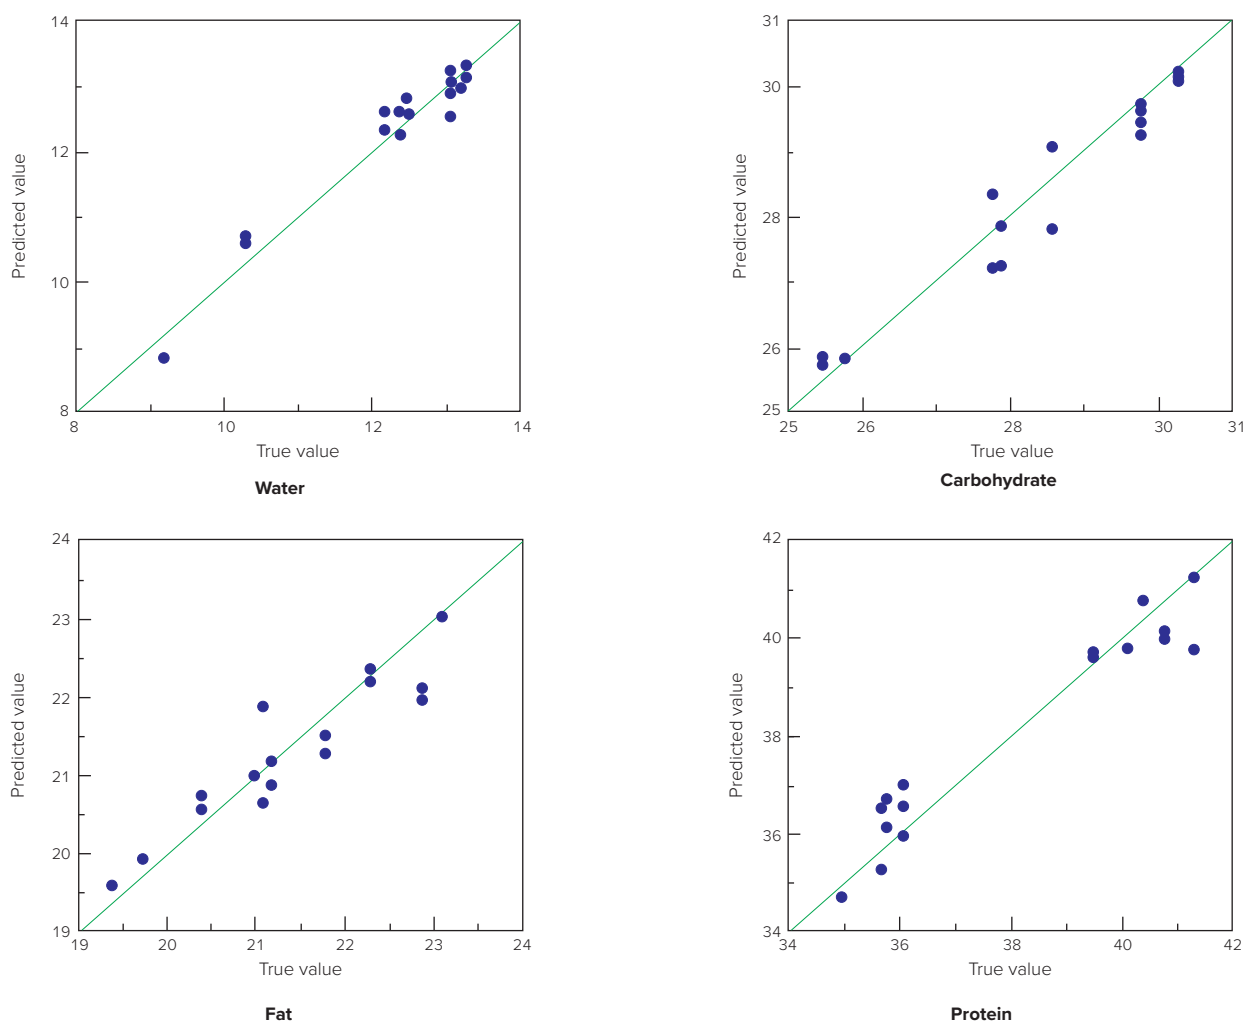 14
12
10
8
Predicted value
8 10 12 14
True value
Water
31
30
28
26
25
Predicted value
25 26 28 30 31
True value
Carbohydrate
24
23
22
21
20
19
Predicted value
19 20 21 22 23 24
True value
Fat
42
40
38
36
34
Predicted value
34 36 38 40 42
True value
Protein